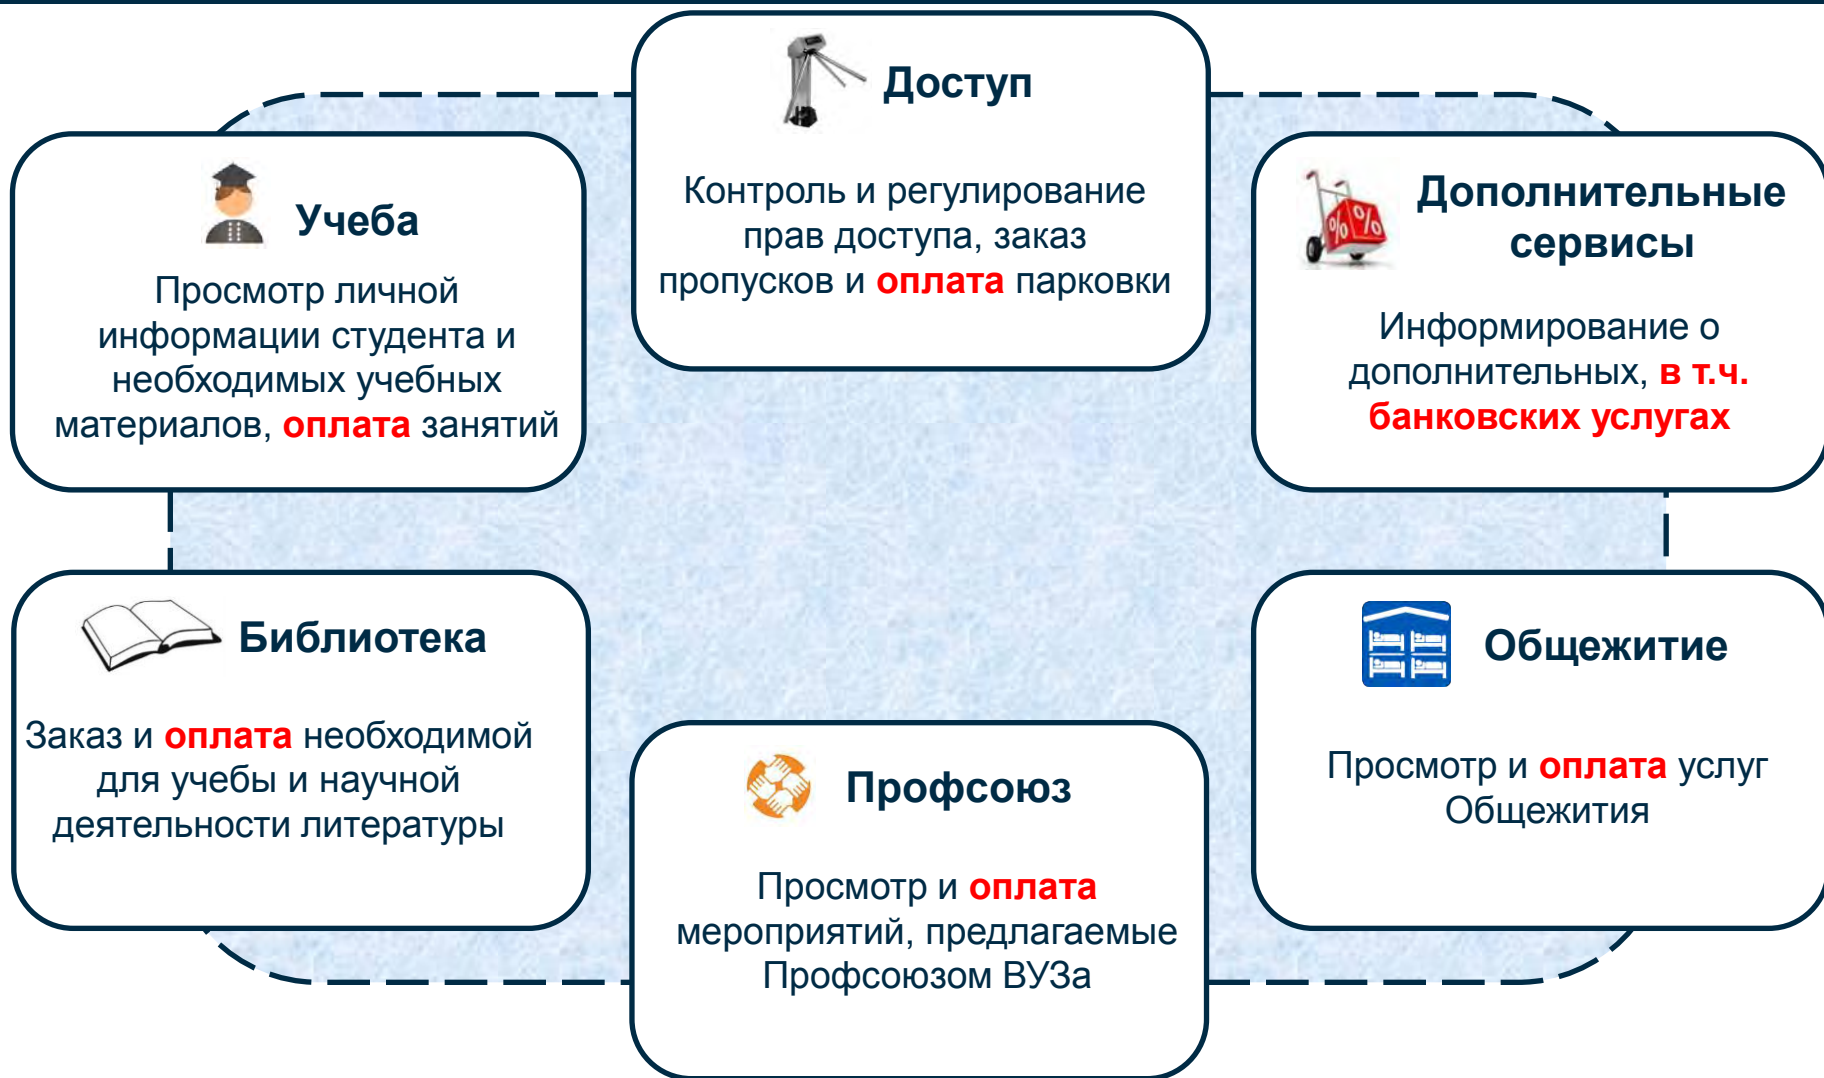 Доступ
Контроль и регулирование
прав доступа, заказ
пропусков и оплата парковки
Учеба
Просмотр личной
информации студента и
необходимых учебных
материалов, оплата занятий
Дополнительные
сервисы
Информирование о
дополнительных, в т.ч.
банковских услугах
Библиотека
Заказ и оплата необходимой
для учебы и научной
деятельности литературы
Профсоюз
Просмотр и оплата
мероприятий, предлагаемые
Профсоюзом ВУЗа
Общежитие
Просмотр и оплата услуг
Общежития
% %